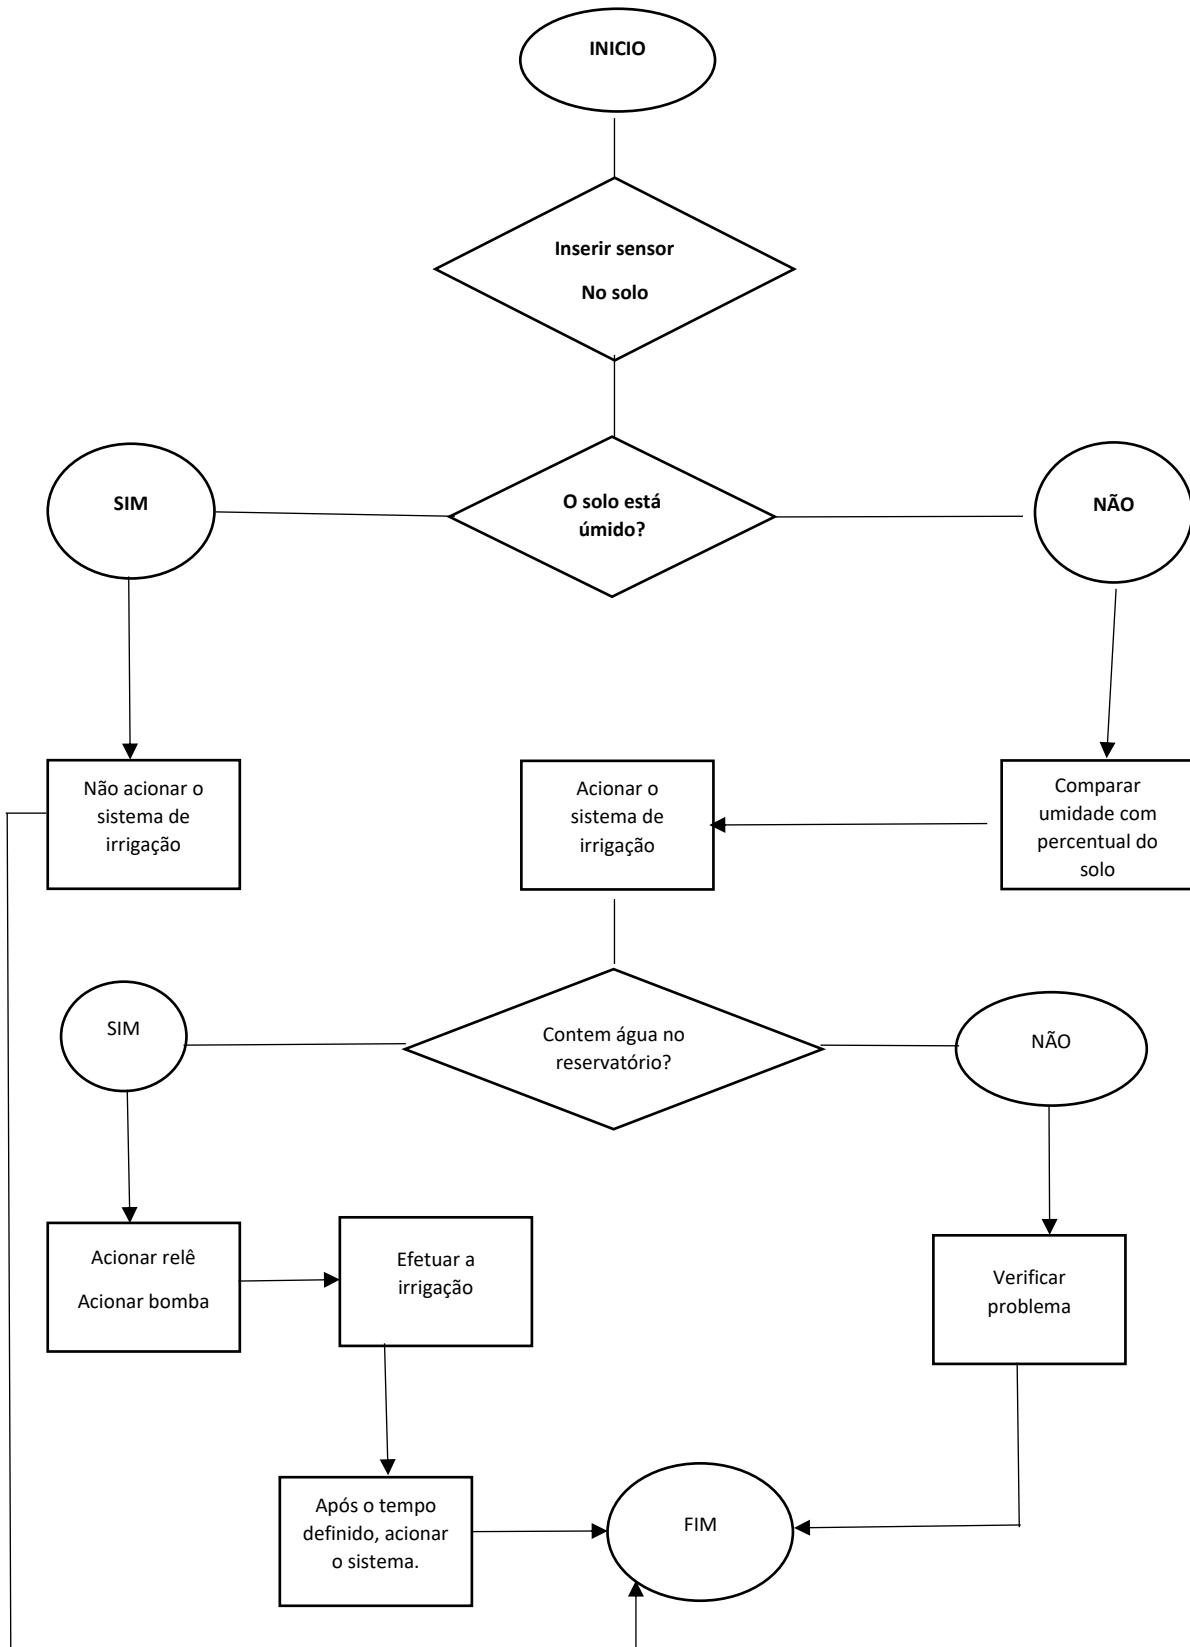 INICIO
Inserir sensor
No solo
SIM
O solo está
úmido?
NÃO
Não acionar o
sistema de
irrigação
Acionar o
sistema de
irrigação
Comparar
umidade com
percentual do
solo
SIM
Contem água no
reservatório?
NÃO
Acionar relê
Acionar bomba
Efetuar a
irrigação
Verificar
problema
Após o tempo
definido, acionar
o sistema.
FIM